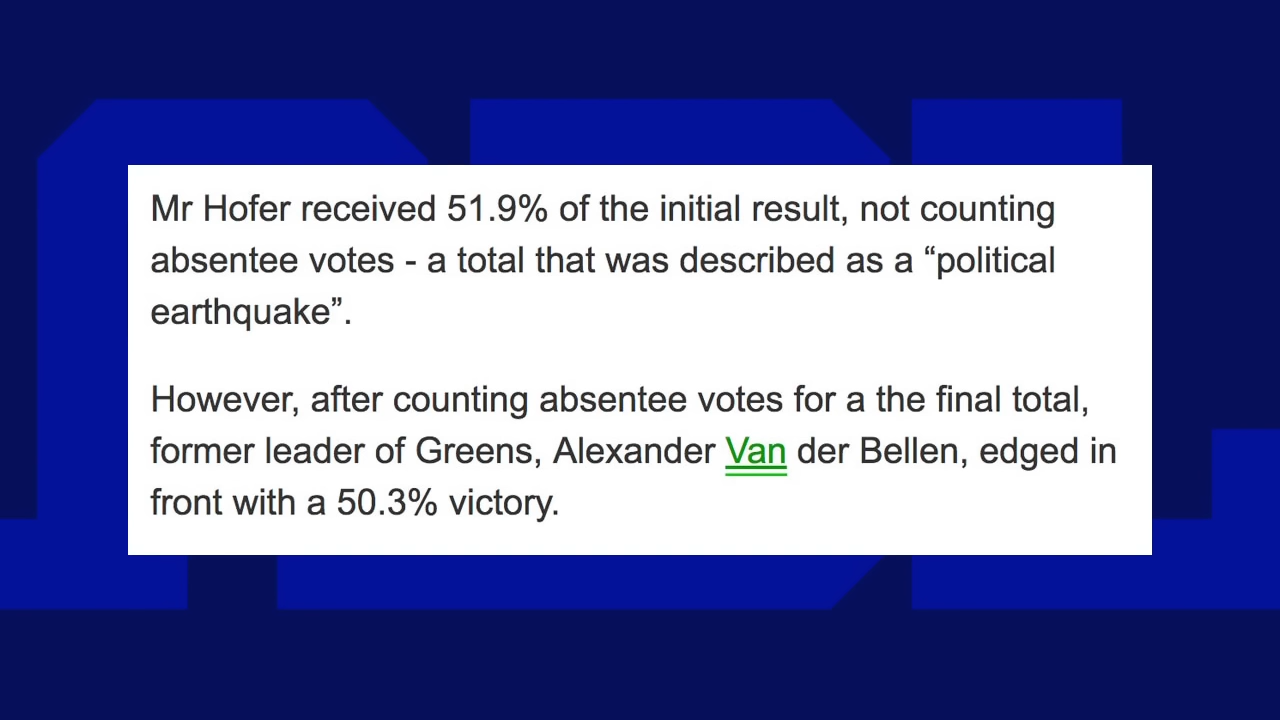 Mr Hofer received 51.9% of the initial result, not counting
absentee votes - a total that was described as a “political
earthquake”.
However, after counting absentee votes for a the final total,
former leader of Greens, Alexander Van der Bellen, edged in
front with a 50.3% victory.